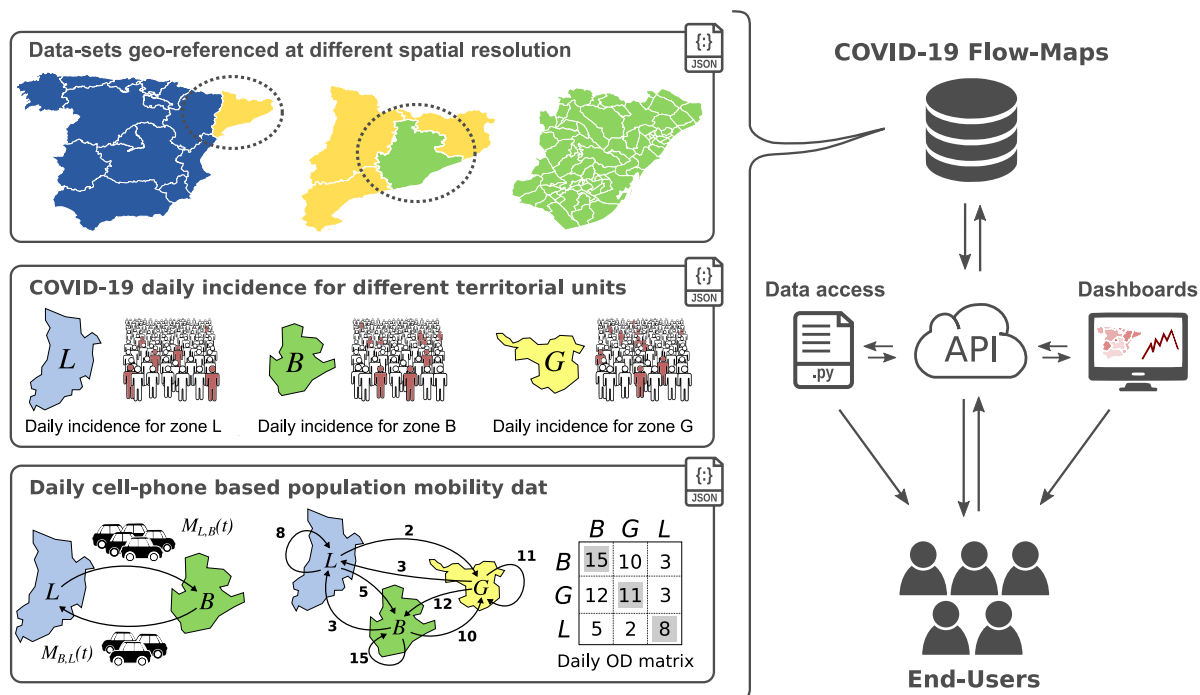 Data-sets geo-referenced at different spatial resolution
{:}
JSON
COVID-19 daily incidence for different territorial units
{:}
JSON
L
B
G
Daily incidence for zone L
Daily incidence for zone B
Daily incidence for zone G
Daily cell-phone based population mobility dat
{:}
JSON
M_{L,B}(t)
L
B
M_{B,L}(t)
8
2
11
L
3
G
5
12
3
B
10
15
B G L
B 15 10 3
G 12 11 3
L 5 2 8
Daily OD matrix
COVID-19 Flow-Maps
Data access
Dashboards
.py
API
End-Users